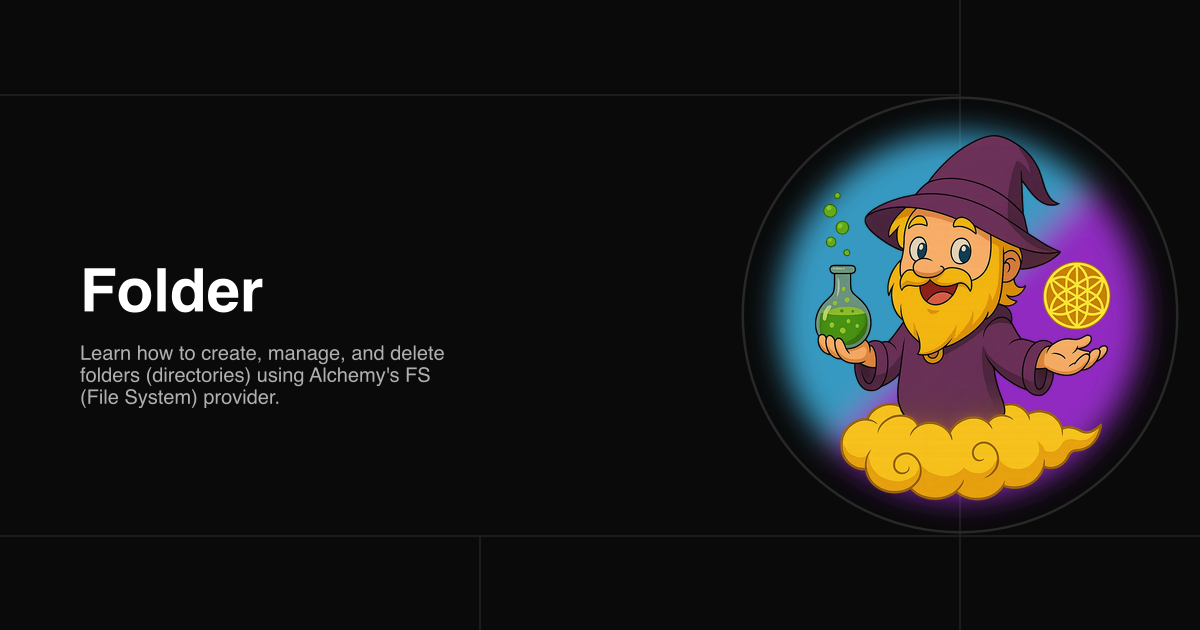 Folder
Learn how to create, manage, and delete
folders (directories) using Alchemy's FS
(File System) provider.